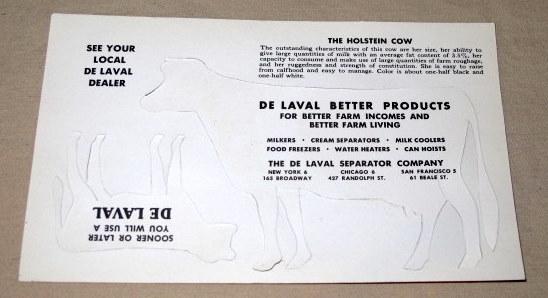 SEE YOUR
LOCAL
DE LAVAL
DEALER
THE HOLSTEIN COW
The outstanding characteristics of this cow are her size, her ability to
give large quantities of milk with an average fat content of 3.5%, her
capacity to consume and make use of large quantities of farm roughage,
and her ruggedness and strength of constitution. She is easy to raise
from calfhood and easy to manage. Color is about one-half black and
one-half white.
DE LAVAL BETTER PRODUCTS
FOR BETTER FARM INCOMES AND
BETTER FARM LIVING
MILKERS • CREAM SEPARATORS • MILK COOLERS
FOOD FREEZERS • WATER HEATERS • CAN HOISTS
THE DE LAVAL SEPARATOR COMPANY
NEW YORK 6 CHICAGO 6 SAN FRANCISCO 5
165 BROADWAY 427 RANDOLPH ST. 61 BEALE ST.
SOONER OR LATER
YOU WILL USE A
DE LAVAL